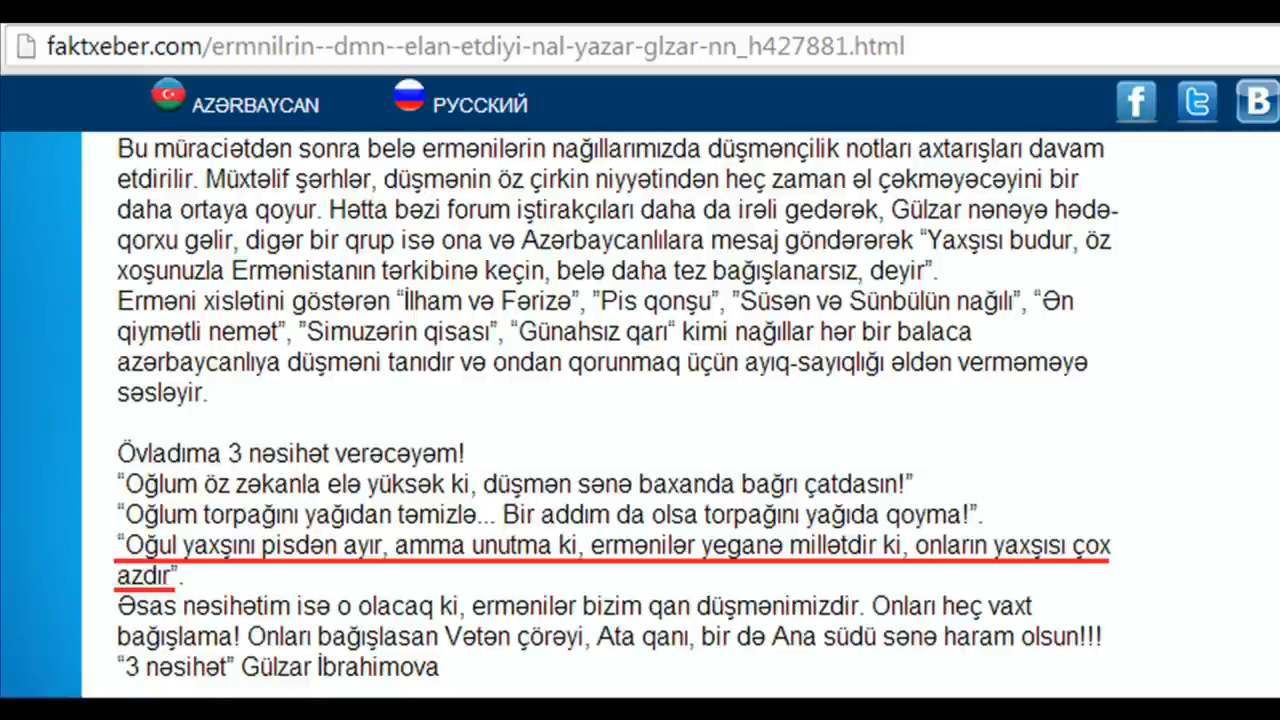 faktxeber.com/ermnilrin--dmn--elan-etdiyi-nal-yazar-glzar-nn_h427881.html
AZƏRBAYCAN РУССКИЙ f t B
Bu müraciətdən sonra belə ermənilərin nağıllarımızda düşmənçilik notları axtarışları davam
etdirilir. Müxtəlif şərhlər, düşmənin öz çirkin niyyətindən heç zaman əl çəkməyəcəyini bir
daha ortaya qoyur. Hətta bəzi forum iştirakçıları daha da irəli gedərək, Gülzar nənəyə hədə-
qorxu gəlir, digər bir qrup isə ona və Azərbaycanlılara mesaj göndərərək “Yaxşısı budur, öz
xoşunuzla Ermənistanın tərkibinə keçin, belə daha tez bağışlanarsız, deyir”.
Erməni xislətini göstərən “İlham və Fərizə”, ”Pis qonşu”, ”Süsən və Sünbülün nağılı”, “Ən
qiymətli nemət”, ”Simuzərin qisası”, “Günahsız qarı“ kimi nağıllar hər bir balaca
azərbaycanlıya düşməni tanıdır və ondan qorunmaq üçün ayıq-sayıqlığı əldən verməməyə
səsləyir.
Övladıma 3 nəsihət verəcəyəm!
“Oğlum öz zəkanla elə yüksək ki, düşmən sənə baxanda bağrı çatdasın!”
“Oğlum torpağını yağıdan təmizlə... Bir addım da olsa torpağını yağıda qoyma!”.
“Oğul yaxşını pisdən ayır, amma unutma ki, ermənilər yeganə millətdir ki, onların yaxşısı çox
azdır”.
Əsas nəsihətim isə o olacaq ki, ermənilər bizim qan düşmənimizdir. Onları heç vaxt
bağışlama! Onları bağışlasan Vətən çörəyi, Ata qanı, bir də Ana südü sənə haram olsun!!!
“3 nəsihət” Gülzar İbrahimova